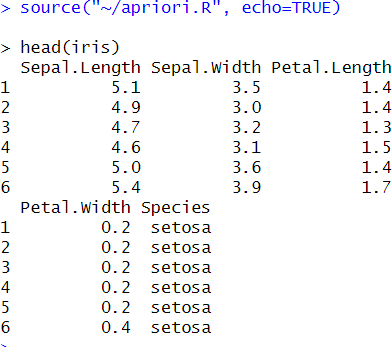 > source("~/apriori.R", echo=TRUE)
> head(iris)
  Sepal.Length Sepal.Width Petal.Length
1          5.1         3.5          1.4
2          4.9         3.0          1.4
3          4.7         3.2          1.3
4          4.6         3.1          1.5
5          5.0         3.6          1.4
6          5.4         3.9          1.7
  Petal.Width Species
1         0.2  setosa
2         0.2  setosa
3         0.2  setosa
4         0.2  setosa
5         0.2  setosa
6         0.4  setosa
>